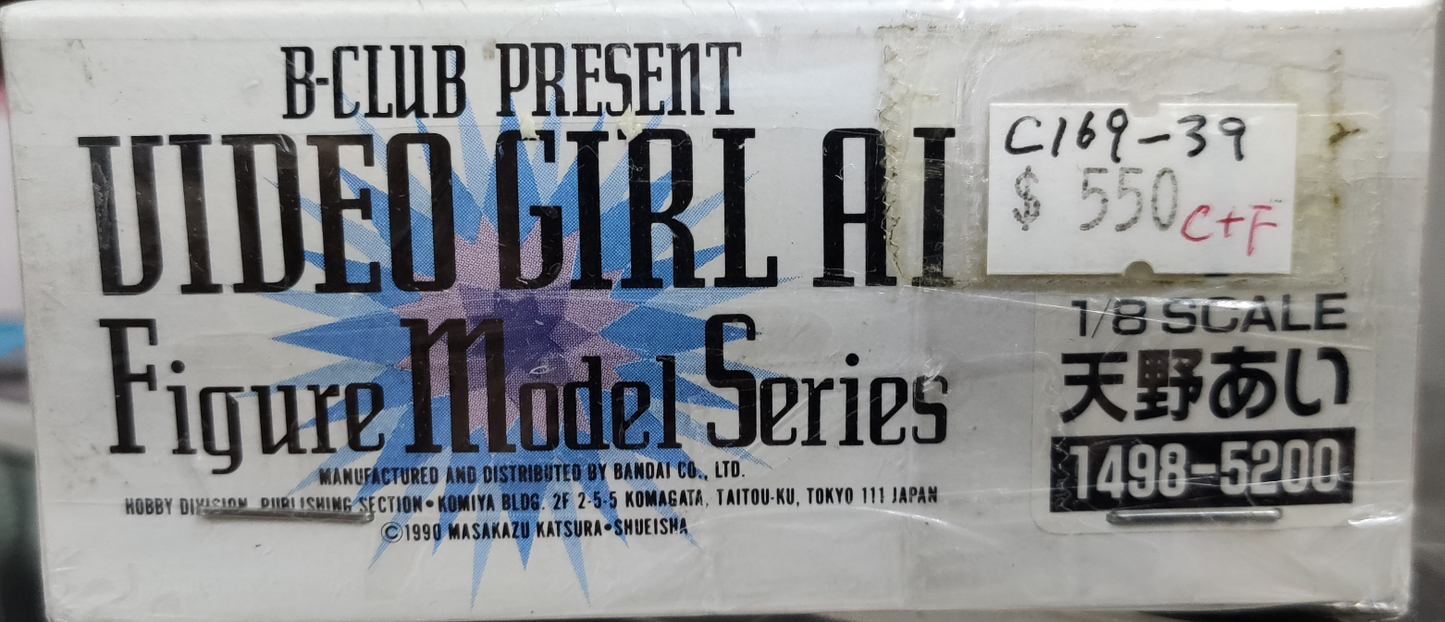 B-CLUB PRESENT
VIDEO GIRL AI
Figure Model Series
MANUFACTURED AND DISTRIBUTED BY BANDAI CO., LTD.
HOBBY DIVISION PUBLISHING SECTION•KOMIYA BLDG. 2F 2-5-5 KOMAGATA, TAITOU-KU, TOKYO 111 JAPAN
©1990 MASAKAZU KATSURA•SHUEISHA
C169-39
$ 550
C+F
1/8 SCALE
天野あい
1498-5200